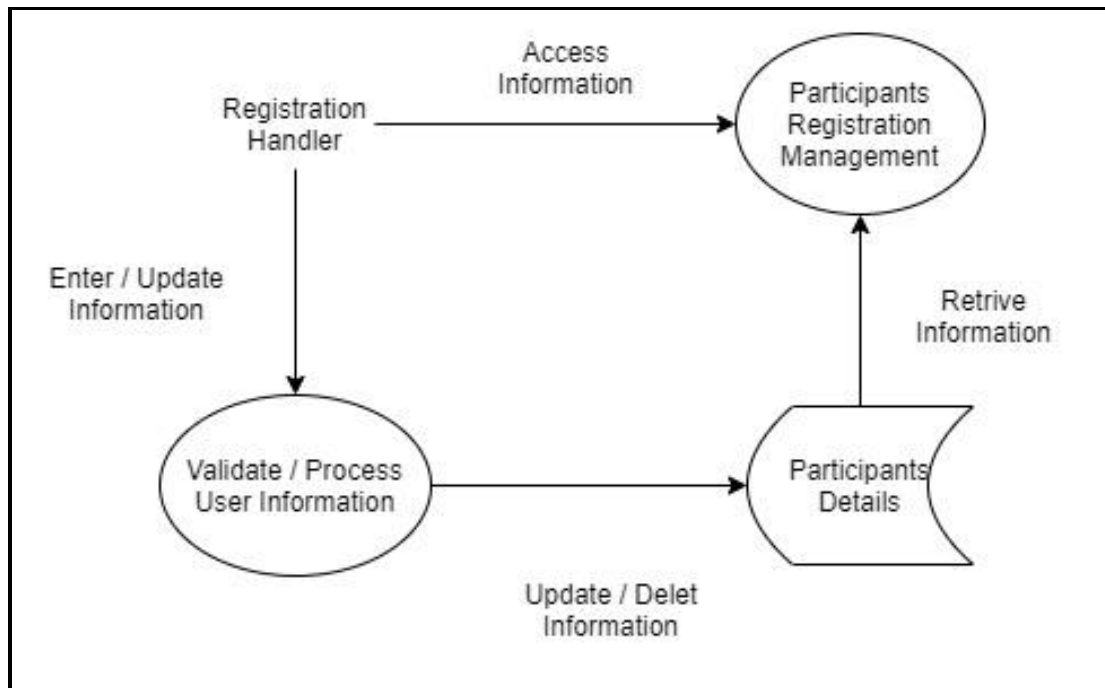 Access
Information
Participants
Registration
Management
Registration
Handler
Enter / Update
Information
Retrive
Information
Validate / Process
User Information
Participants
Details
Update / Delet
Information